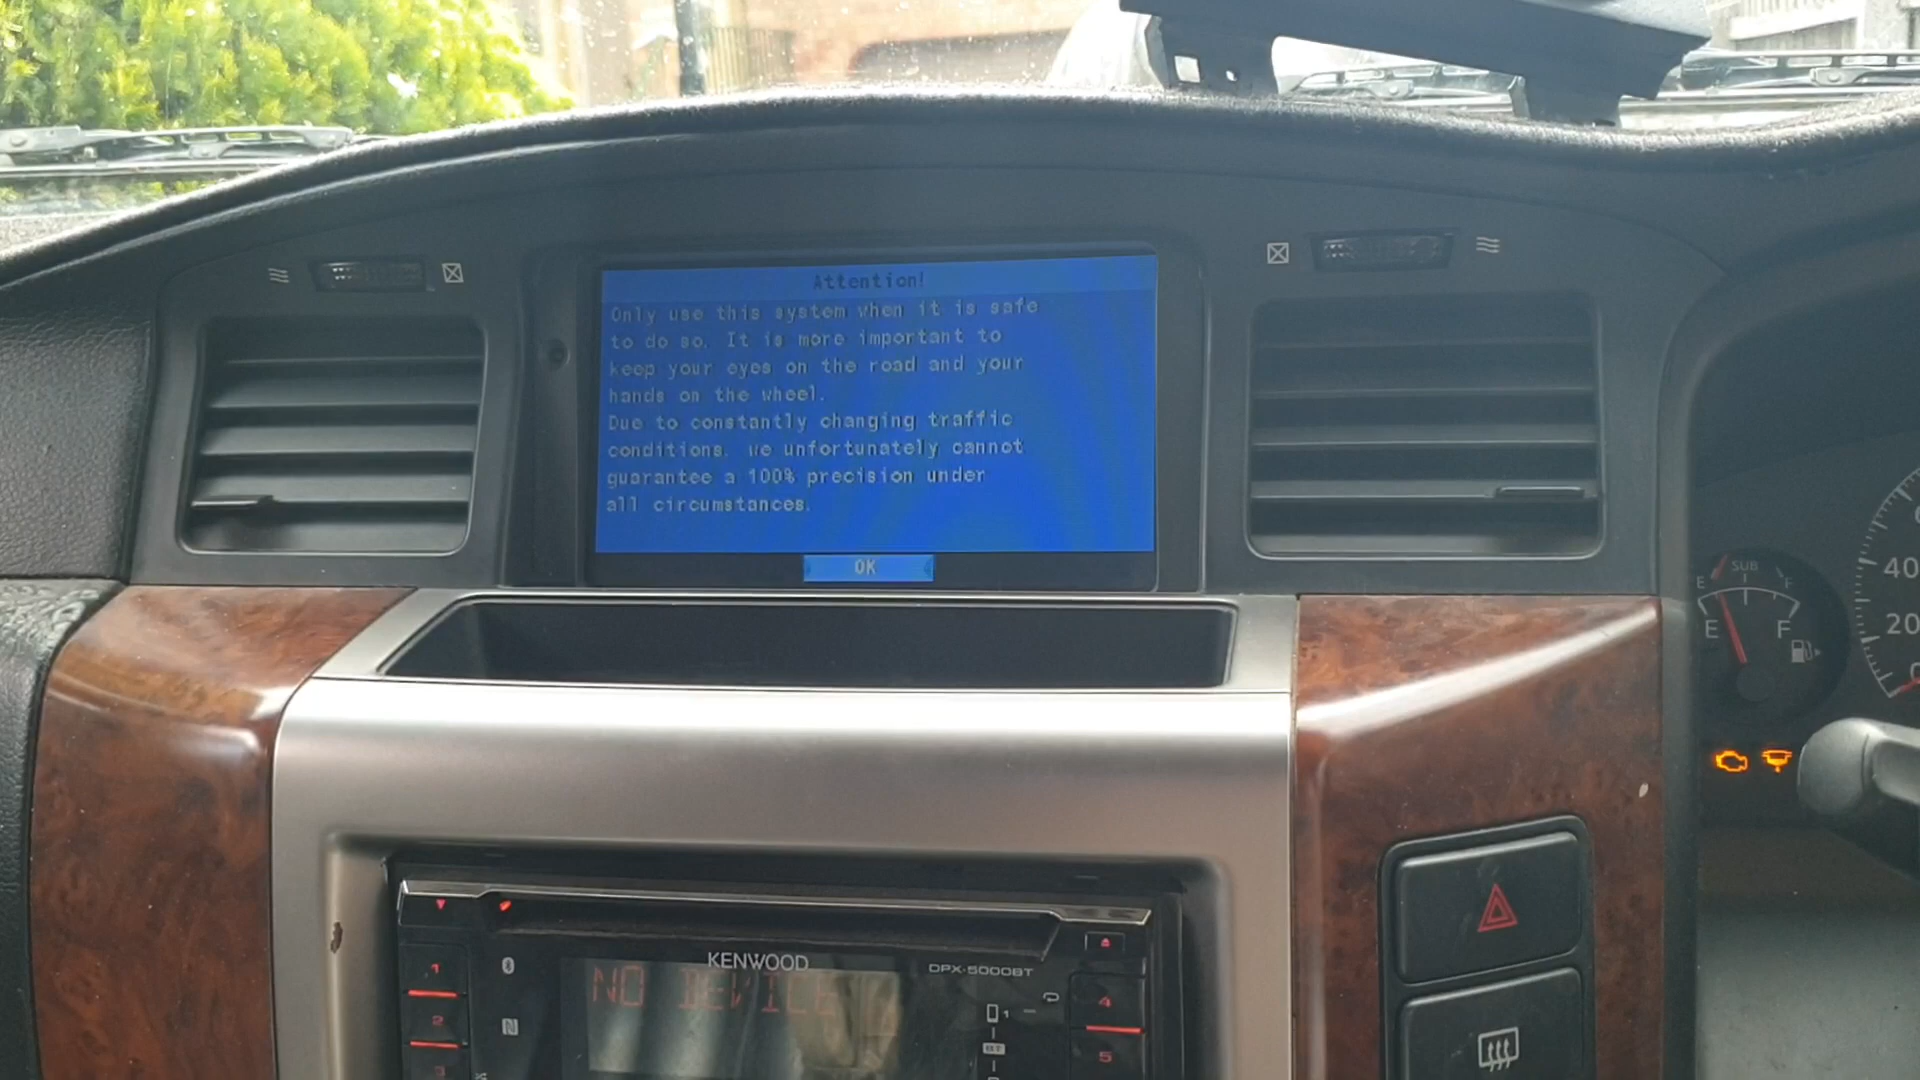 Attention!
Only use this system when it is safe
to do so. It is more important to
keep your eyes on the road and your
hands on the wheel.
Due to constantly changing traffic
conditions. we unfortunately cannot
guarantee a 100% precision under
all circumstances.
OK
E SUB F
E F
40
20
0
KENWOOD
DPX-5000BT
NO DEVICE
1
2
3
4
5
1
BT